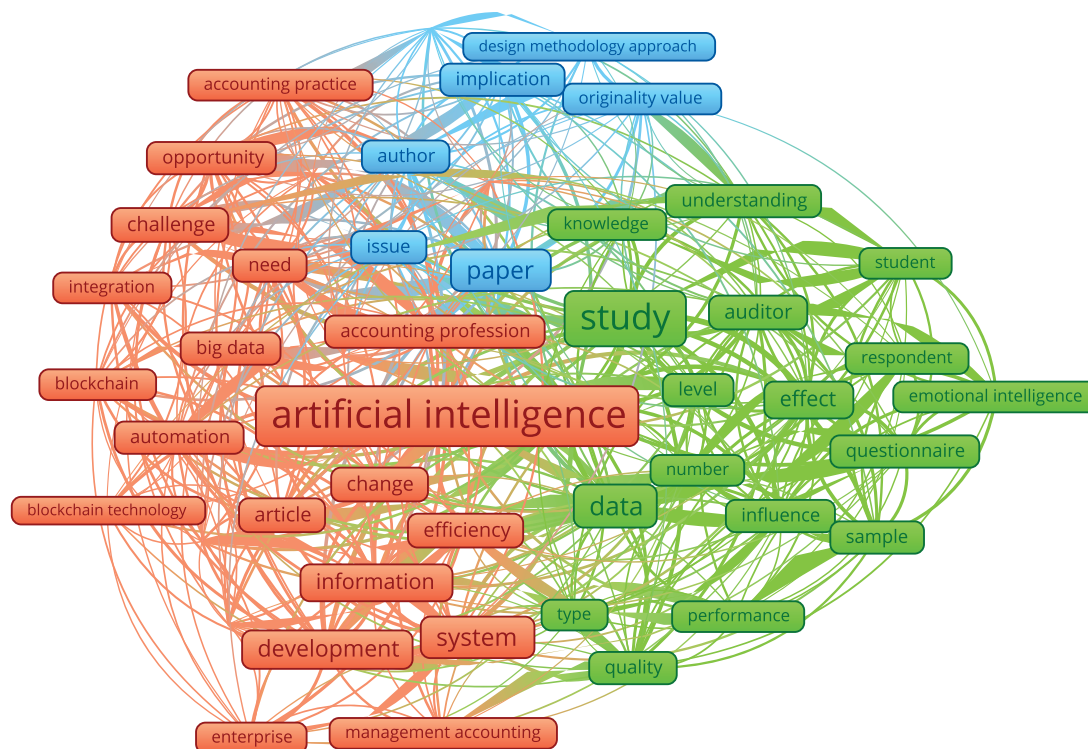 design methodology approach
implication
accounting practice
originality value
author
opportunity
understanding
knowledge
challenge
issue
need
paper
student
integration
study
auditor
accounting profession
big data
respondent
blockchain
level
effect
emotional intelligence
artificial intelligence
automation
questionnaire
number
change
data
blockchain technology
article
influence
efficiency
sample
information
type
performance
system
development
quality
management accounting
enterprise